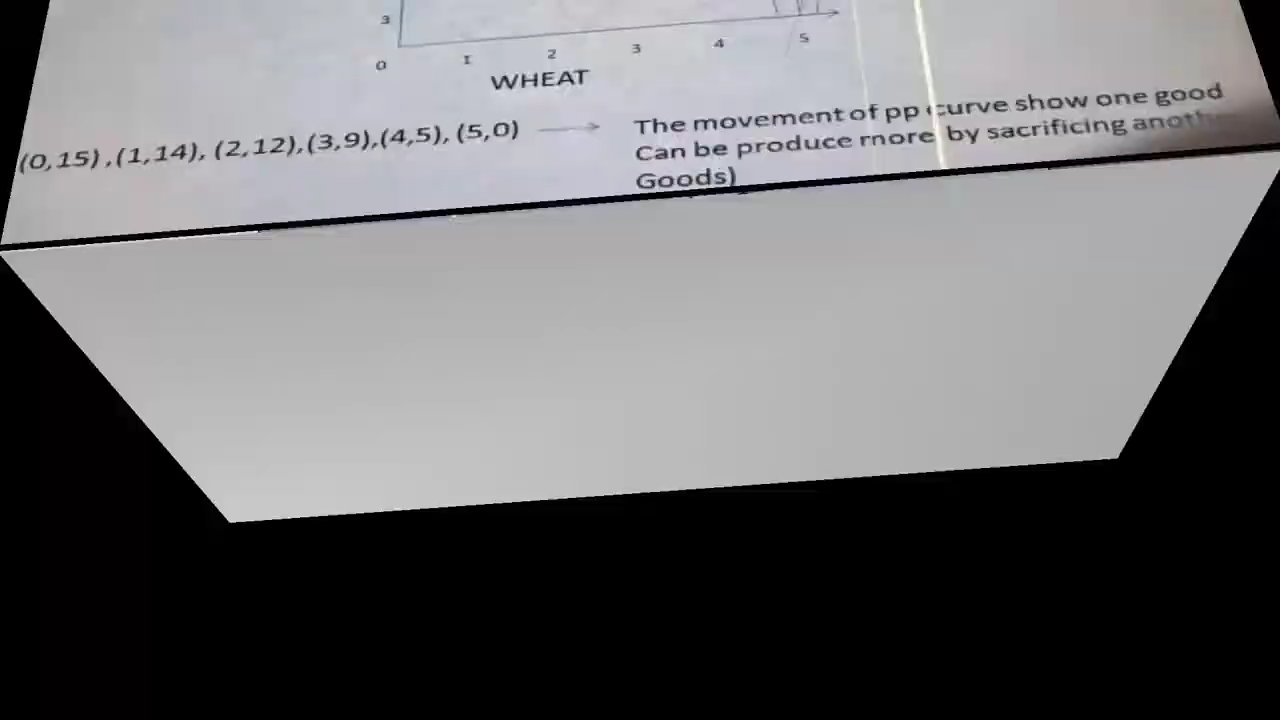 3
0 1 2 3 4 5
WHEAT
(0,15) ,(1,14), (2,12),(3,9),(4,5), (5,0)
The movement of pp curve show one good
Can be produce more by sacrificing
Goods)